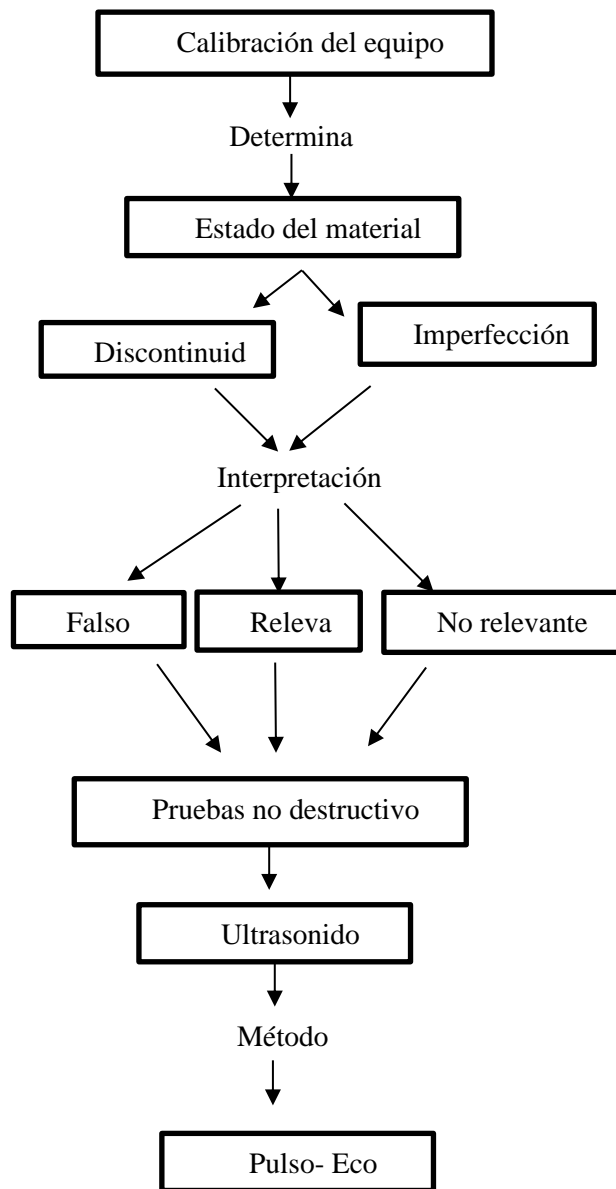 Calibración del equipo
Determina
Estado del material
Discontinuid
Imperfección
Interpretación
Falso
Releva
No relevante
Pruebas no destructivo
Ultrasonido
Método
Pulso- Eco